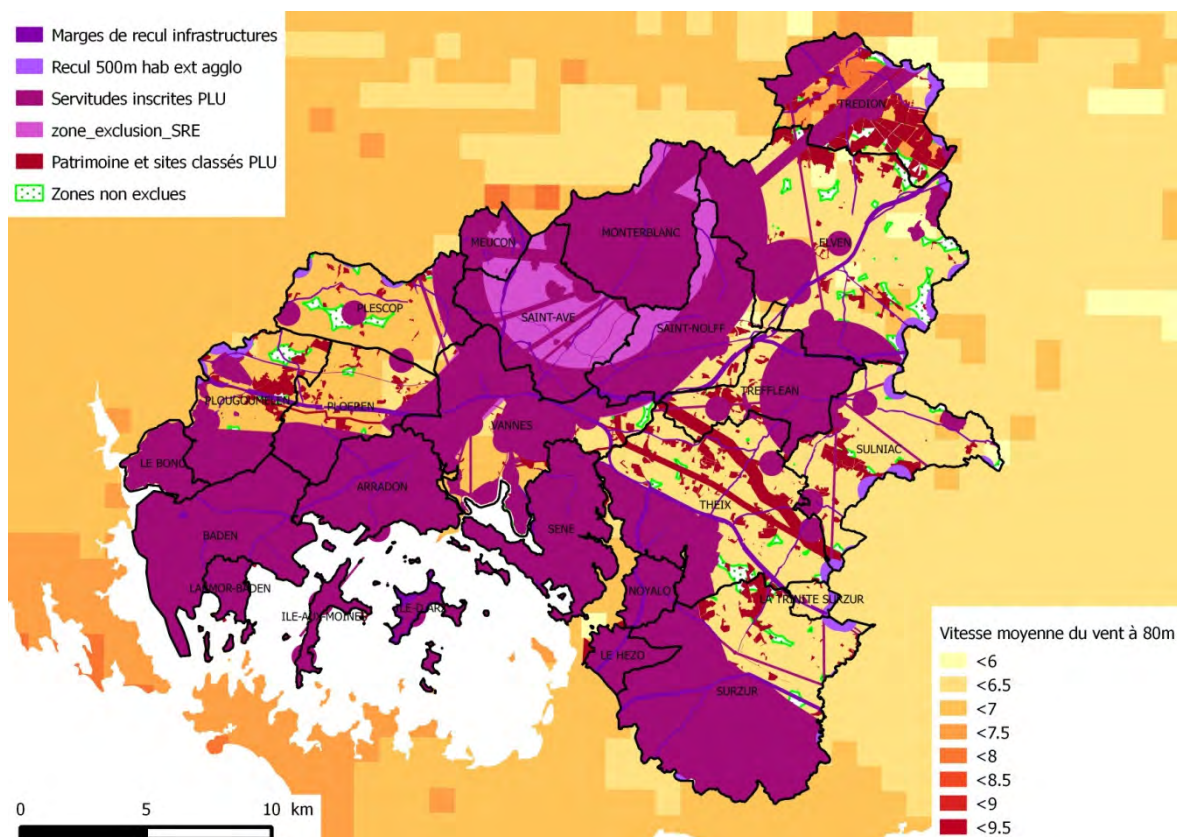 Marges de recul infrastructures
Recul 500m hab ext agglo
Servitudes inscrites PLU
zone_exclusion_SRE
Patrimoine et sites classés PLU
Zones non exclues
TREDION
MEUCON
MONTERBLANC
ELVEN
PLESCOP
SAINT-AVE
SAINT-NOLFF
PLOUGOUMELEN
PLOEREN
TREFFLEAN
VANNES
LE BONO
SULNIAC
ARRADON
THEIX
BADEN
SENE
LARMOR-BADEN
NOYALO
LA TRINITE SURZUR
ILE-AUX-MOINES
ILE-D'ARZ
LE HEZO
SURZUR
Vitesse moyenne du vent à 80m
<6
<6.5
<7
<7.5
<8
<8.5
<9
<9.5
0 5 10 km